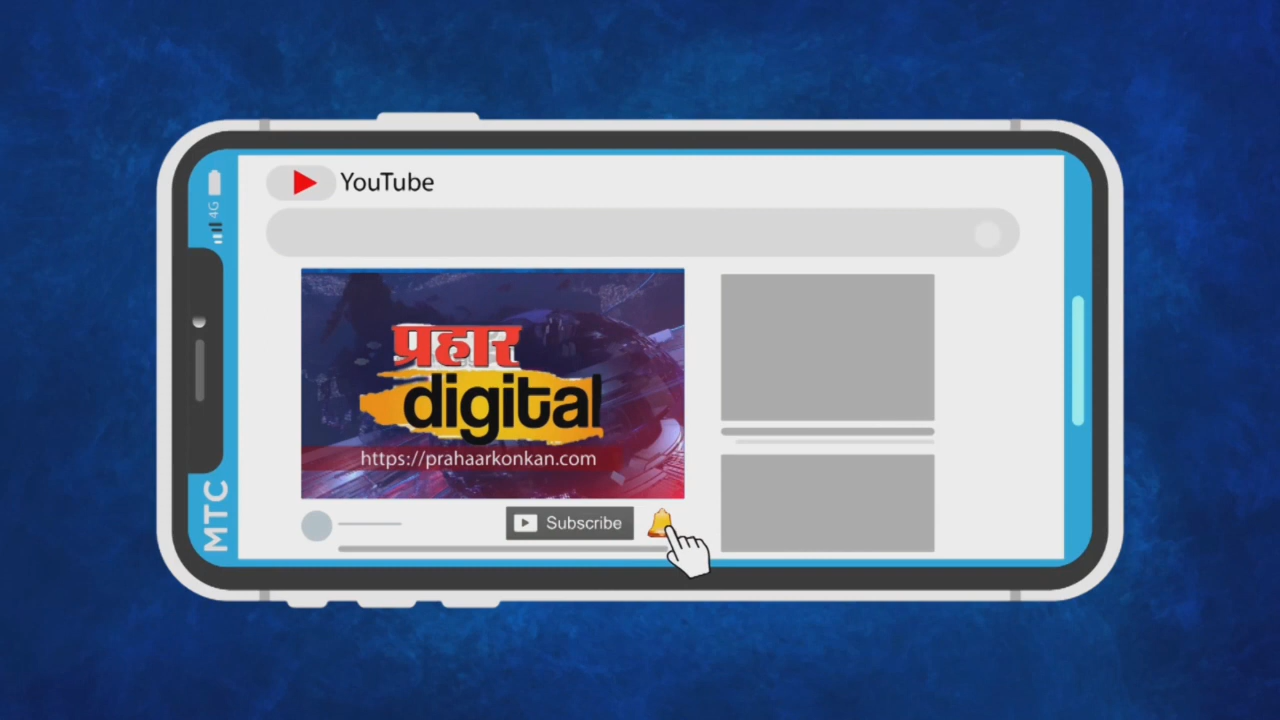 4G
MTC
YouTube
प्रहार
digital
https://prahaarkonkan.com
Subscribe